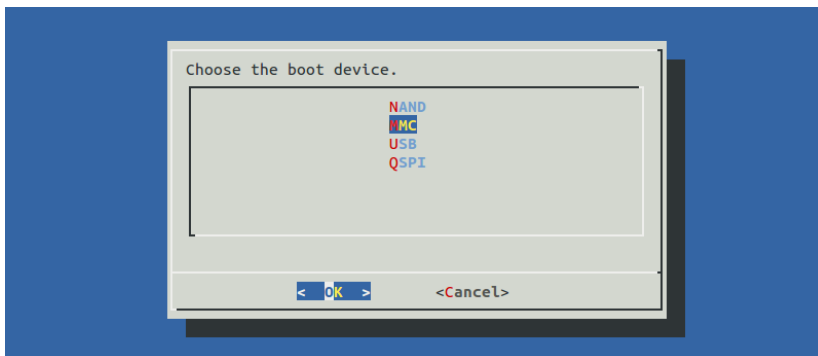 Choose the boot device.
NAND
MMC
USB
QSPI
< OK > <Cancel>